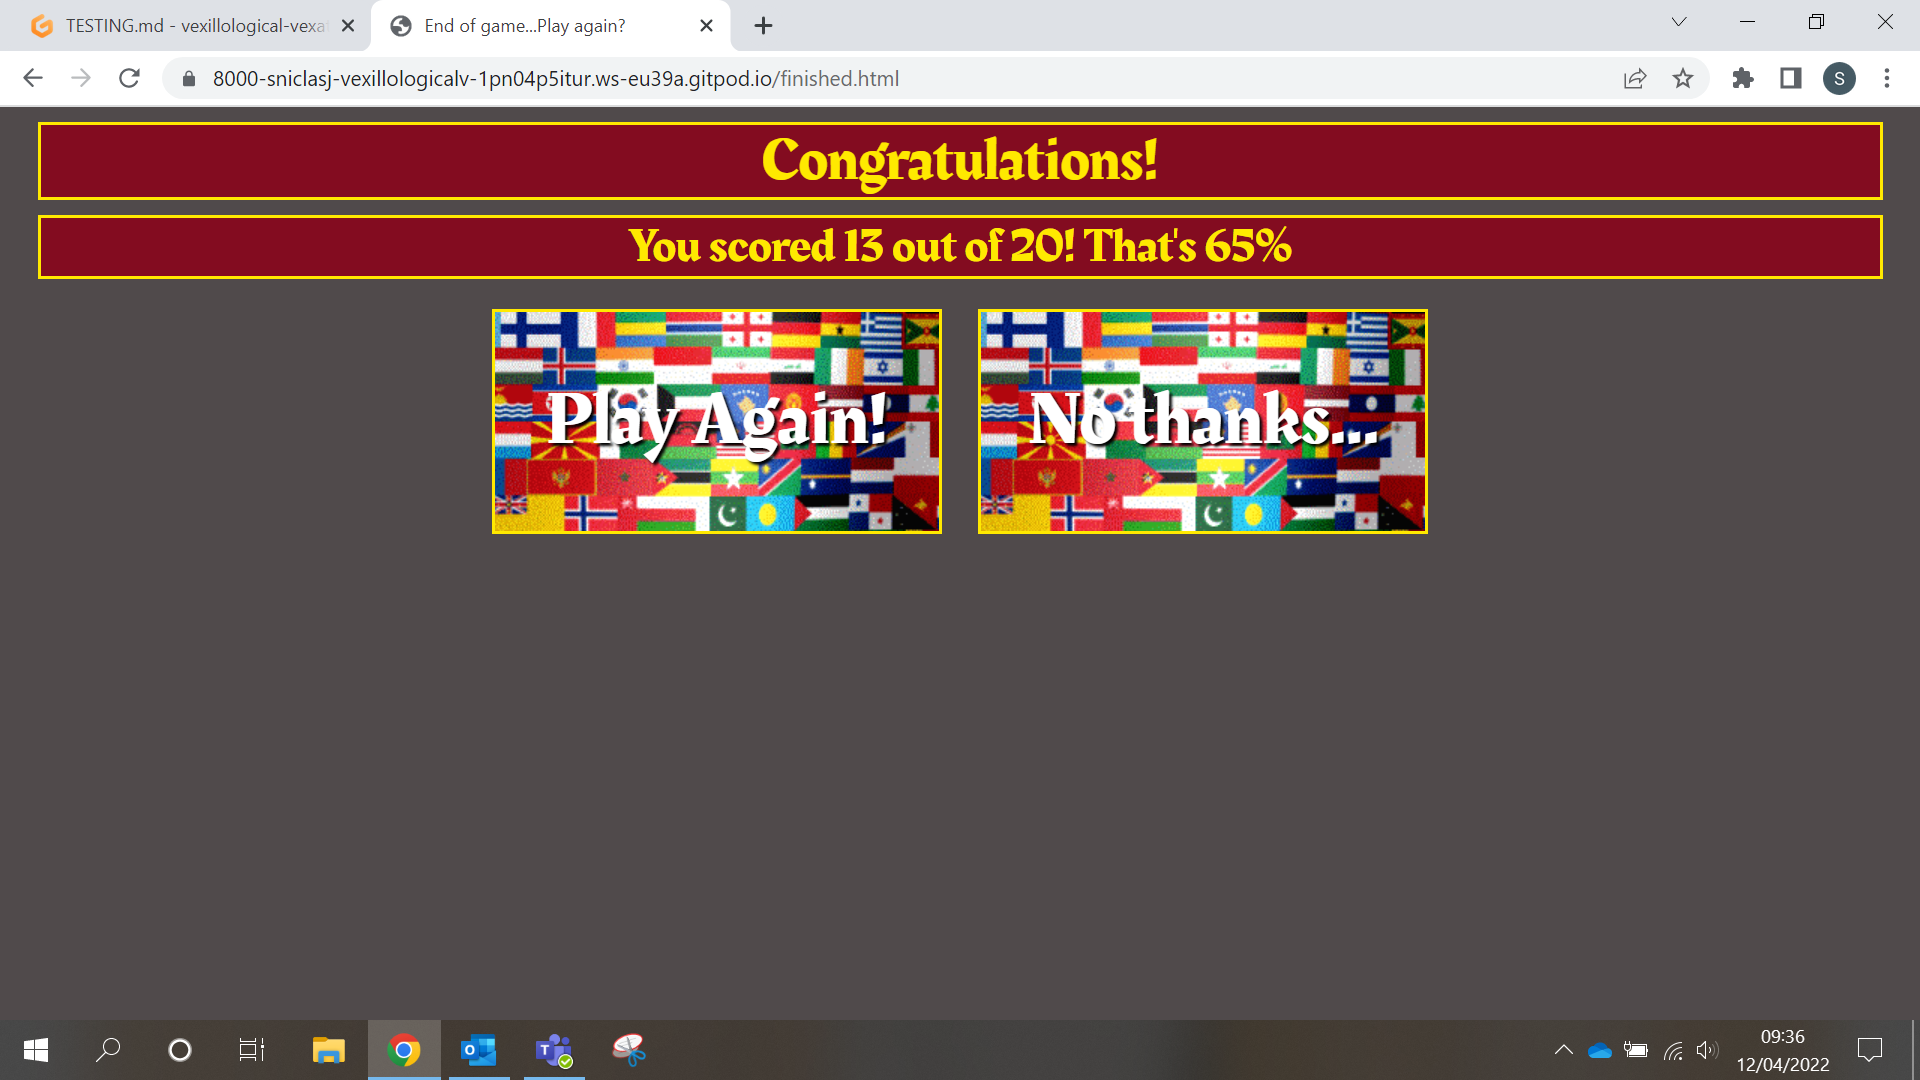 TESTING.md - vexillological-vexa
End of game...Play again?
8000-sniclasj-vexillologicalv-1pn04p5itur.ws-eu39a.gitpod.io/finished.html
S
Congratulations!
You scored 13 out of 20! That's 65%
Play Again!
No thanks...
09:36
12/04/2022